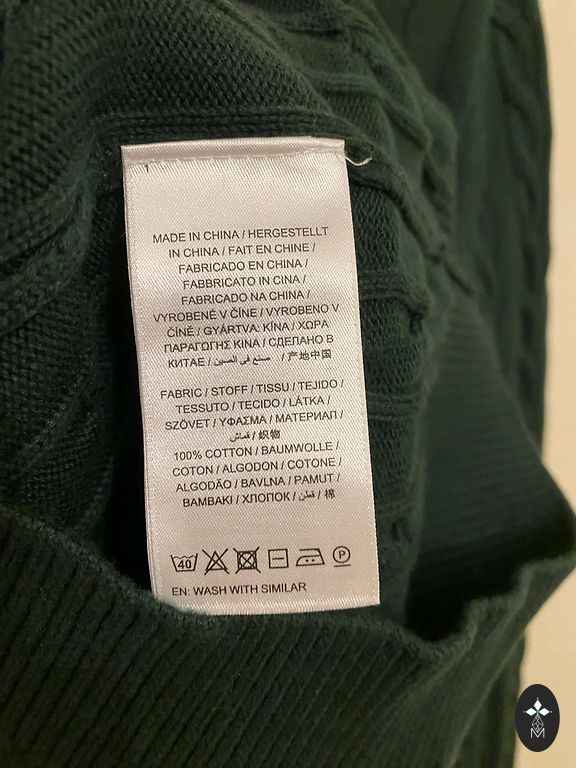 1
MADE IN CHINA / HERGESTELLT
IN CHINA / FAIT EN CHINE /
FABRICADO EN CHINA /
FABBRICATO IN CINA /
FABRICADO NA CHINA /
VYROBENÉ V ČÍNE / VYROBENO V
ČÍNĚ / GYÁRTVA: KÍNA / ΧΩΡΑ
ΠΑΡΑΓΩΓΗΣ ΚΙΝΑ / СДЕЛАНО В
КИТАЕ / صنع في الصين / 产地中国
FABRIC / STOFF / TISSU / TEJIDO /
TESSUTO / TECIDO / LÁTKA /
SZÖVET / ΥΦΑΣΜΑ / МАТЕРИАЛ /
قماش / 织物
100% COTTON / BAUMWOLLE /
COTON / ALGODON / COTONE /
ALGODÃO / BAVLNA / PAMUT /
ΒΑΜΒΑΚΙ / ХЛОПОК / قطن / 棉
40
P
EN: WASH WITH SIMILAR
M